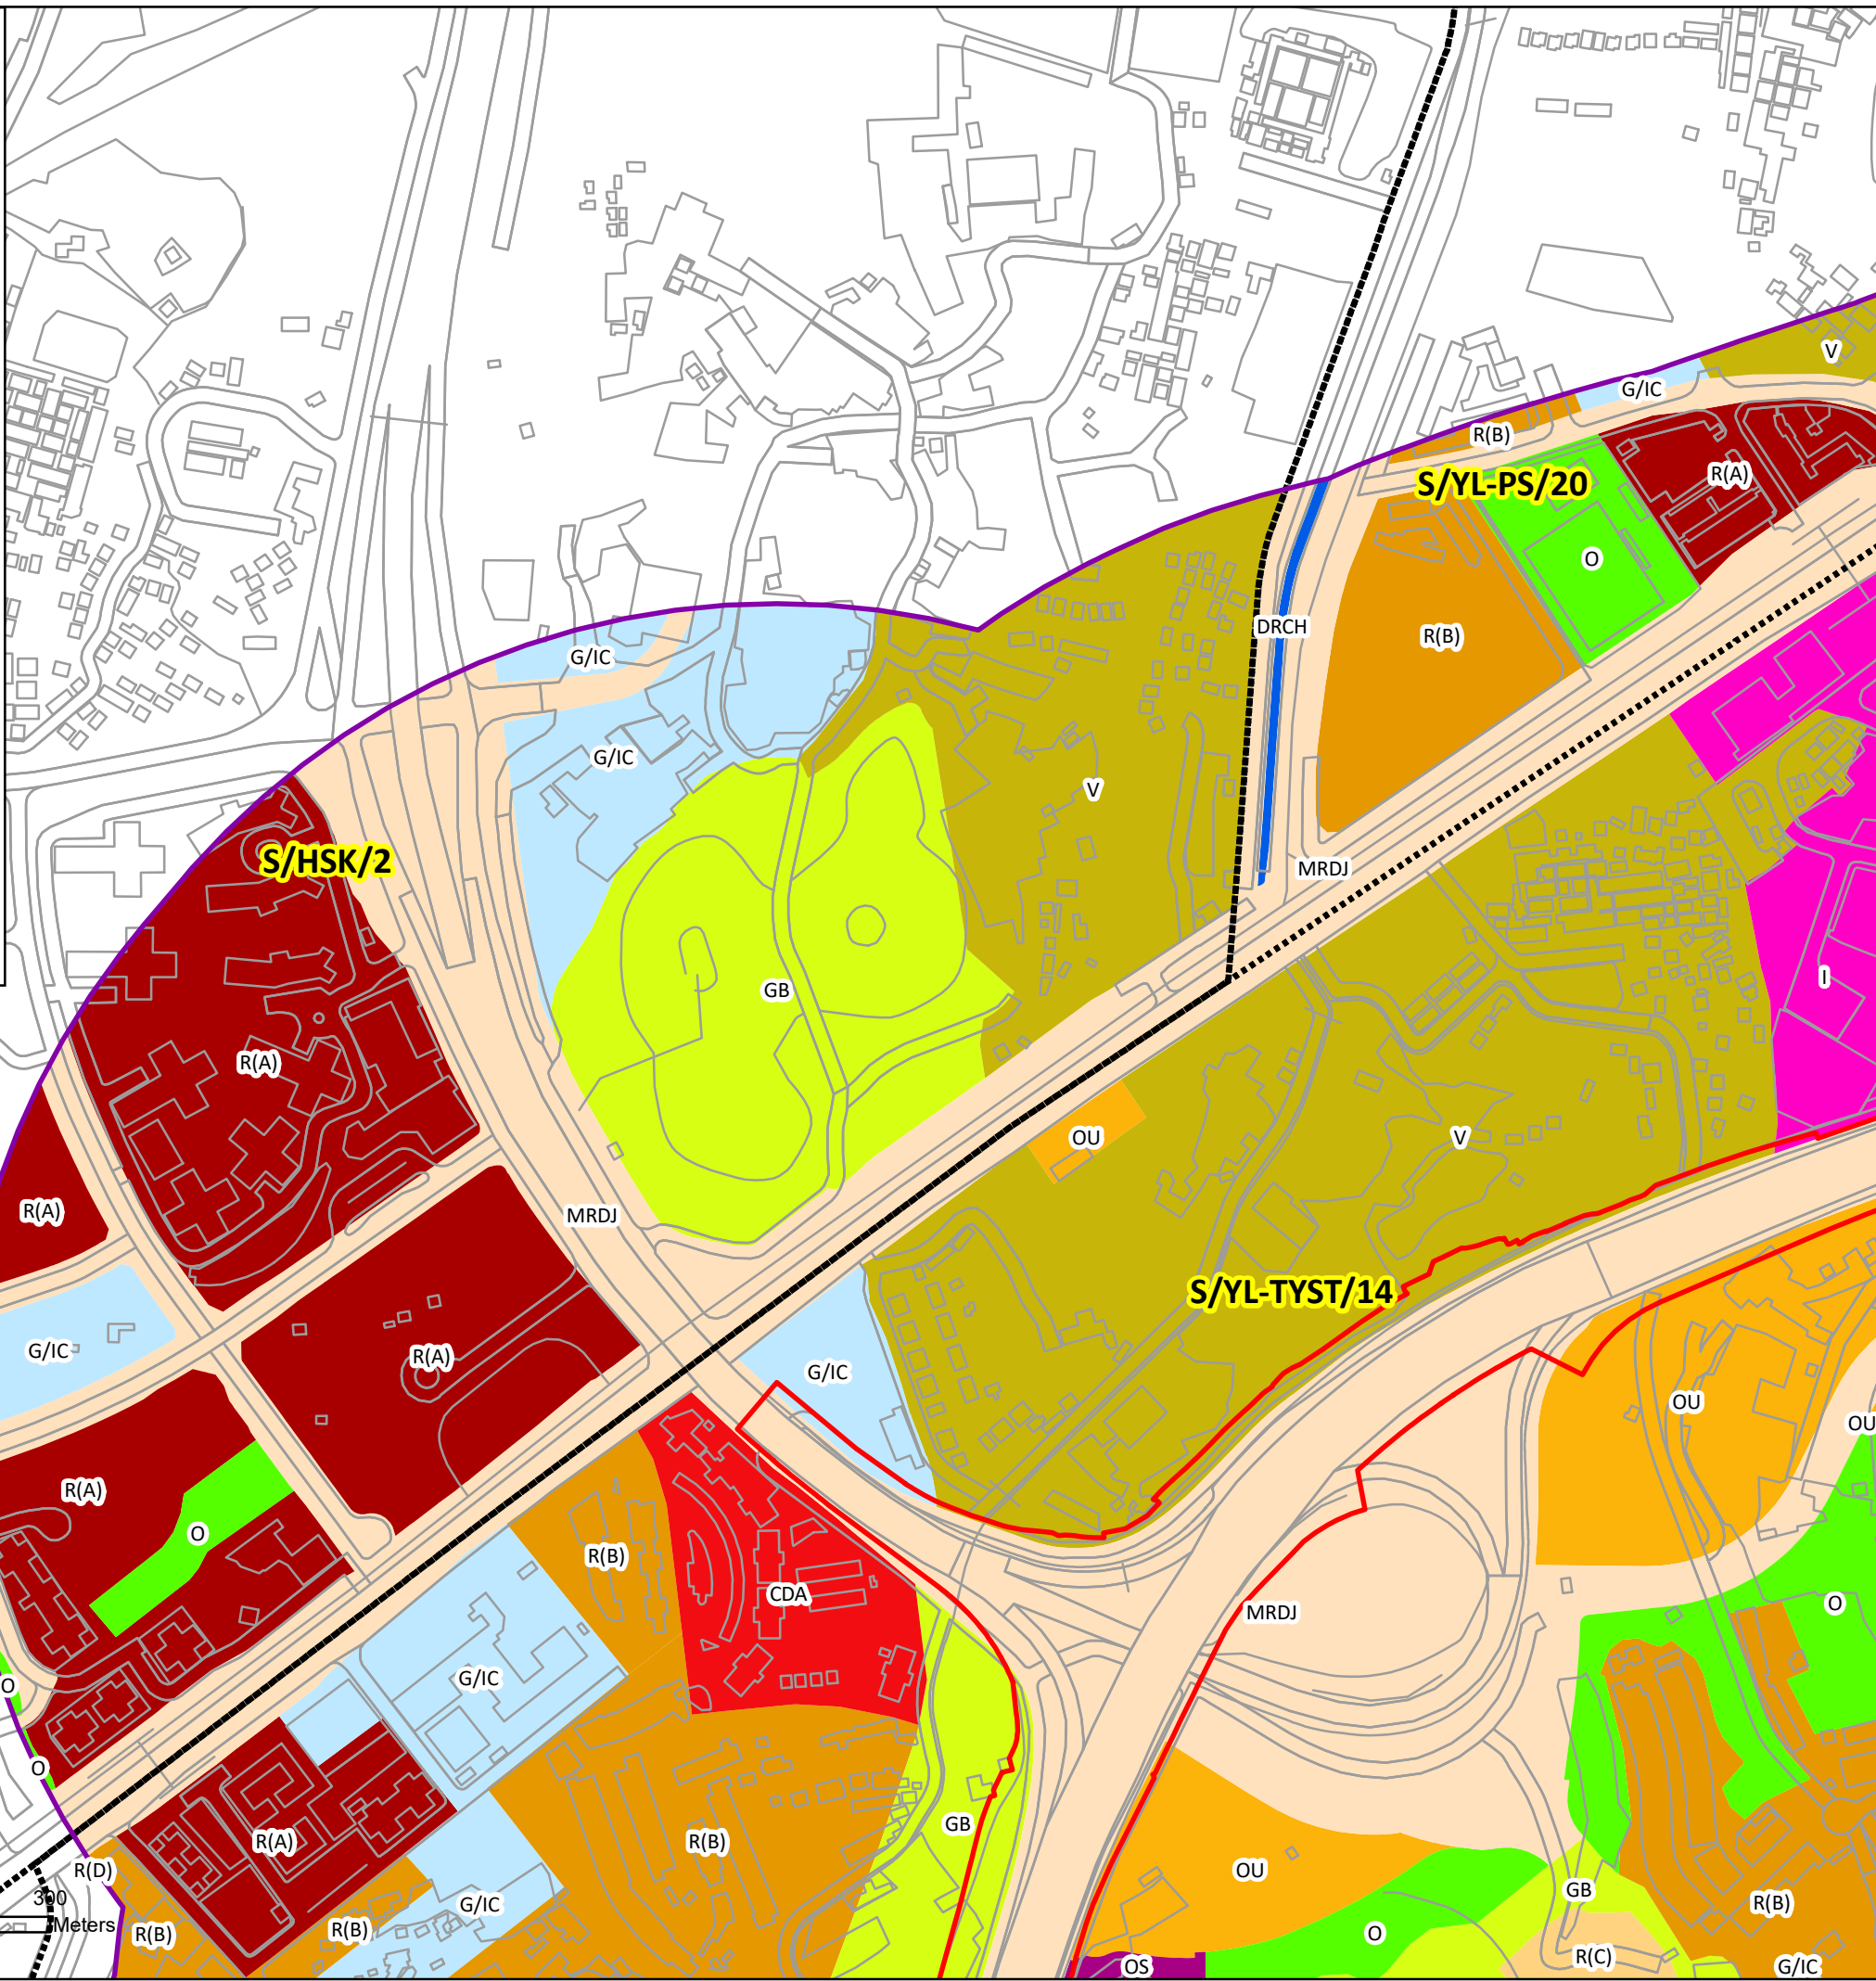 V
G/IC
R(B)
R(A)
S/YL-PS/20
O
DRCH
R(B)
G/IC
G/IC
V
S/HSK/2
MRDJ
I
GB
R(A)
OU
V
R(A)
MRDJ
S/YL-TYST/14
G/IC
R(A)
G/IC
OU
OU
R(A)
O
R(B)
CDA
O
MRDJ
G/IC
O
O
GB
R(A)
R(B)
R(D)
OU
GB
300
Meters
G/IC
R(B)
R(B)
R(B)
O
R(C)
OS
G/IC